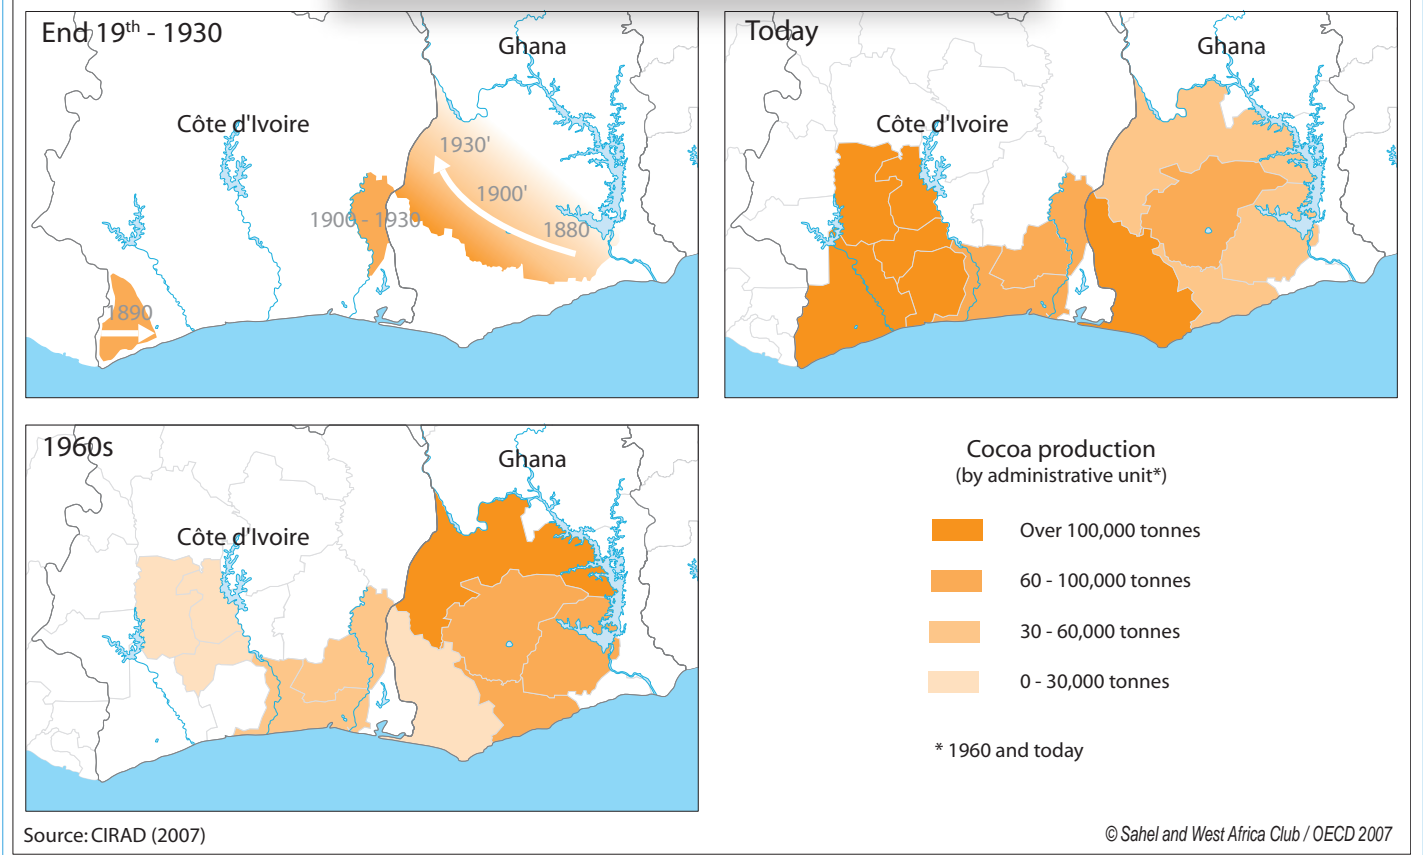 End 19th - 1930
Ghana
Côte d'Ivoire
1930'
1900'
1900 - 1930
1880
1890
Today
Ghana
Côte d'Ivoire
1960s
Ghana
Côte d'Ivoire
Cocoa production
(by administrative unit*)
Over 100,000 tonnes
60 - 100,000 tonnes
30 - 60,000 tonnes
0 - 30,000 tonnes
* 1960 and today
Source: CIRAD (2007)
© Sahel and West Africa Club / OECD 2007